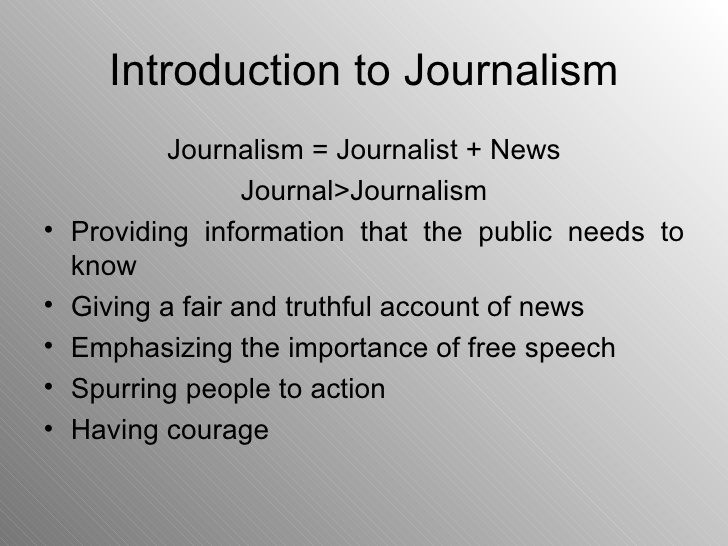 Introduction to Journalism
Journalism = Journalist + News
Journal>Journalism
• Providing information that the public needs to
know
• Giving a fair and truthful account of news
• Emphasizing the importance of free speech
• Spurring people to action
• Having courage